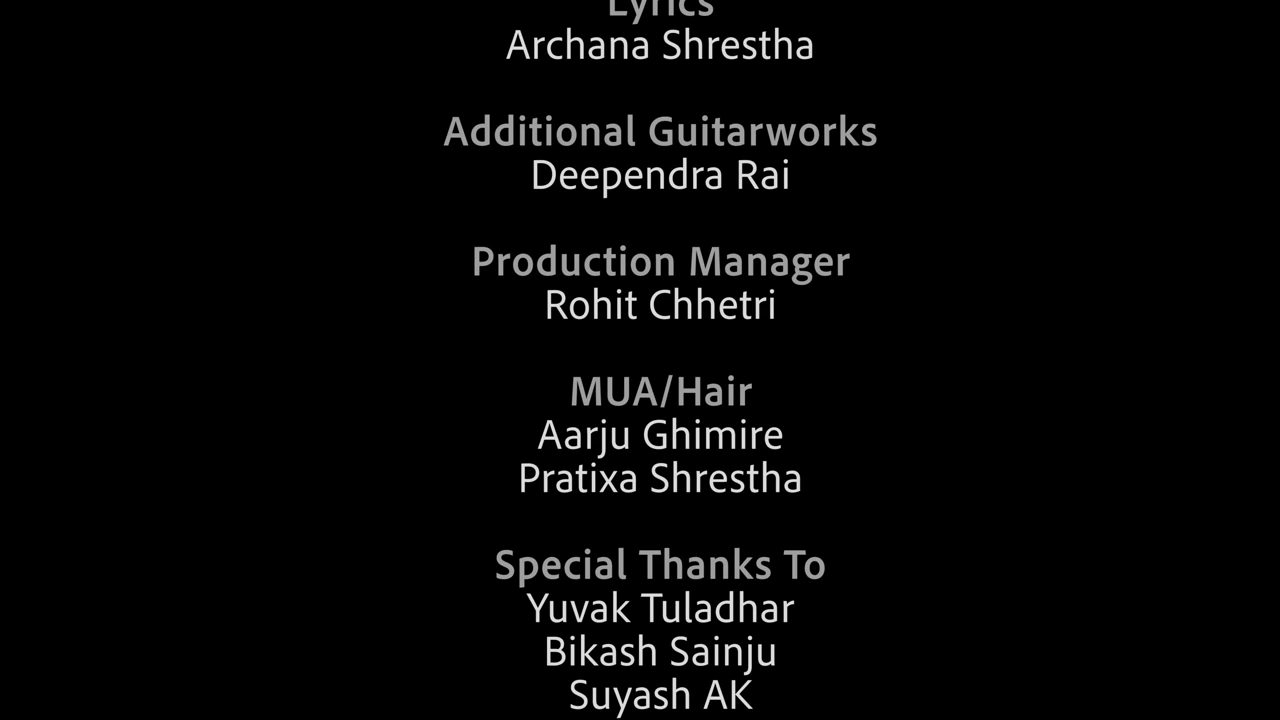 Lyrics
Archana Shrestha
Additional Guitarworks
Deependra Rai
Production Manager
Rohit Chhetri
MUA/Hair
Aarju Ghimire
Pratixa Shrestha
Special Thanks To
Yuvak Tuladhar
Bikash Sainju
Suyash AK